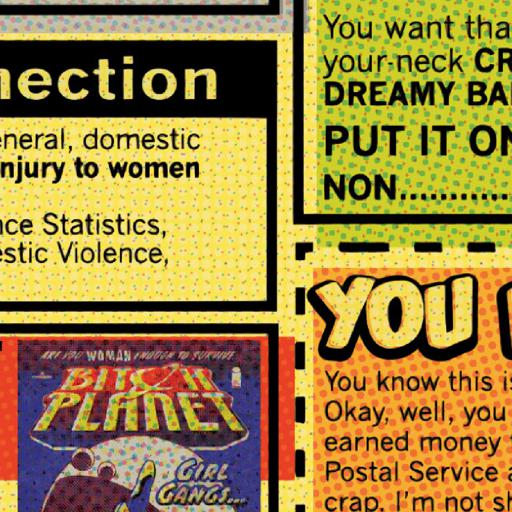 nection
eneral, domestic
njury to women
nce Statistics,
estic Violence,
ARE YOU WOMAN ENOUGH TO SURVIVE
BITCH
PLANET
GIRL
GANGS...
You want tha
your-neck CR
DREAMY BA
PUT IT ON
NON
YOU
You know this is
Okay, well, you
earned money
Postal Service a
crap. I'm not sh